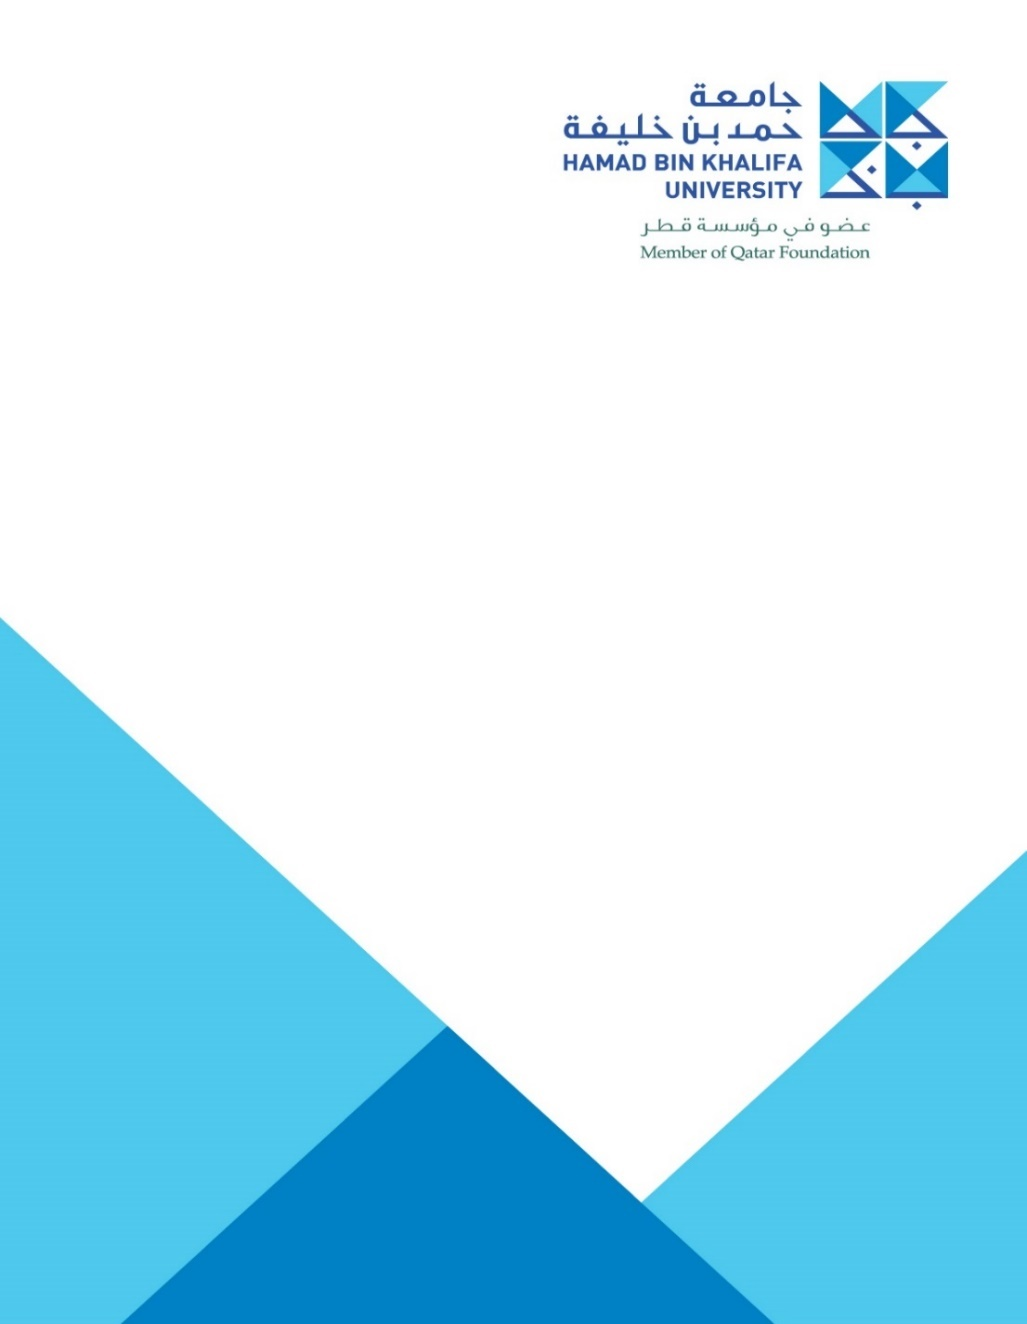 جامعة
حمد بن خليفة
HAMAD BIN KHALIFA
UNIVERSITY
عضو في مؤسسة قطر
Member of Qatar Foundation